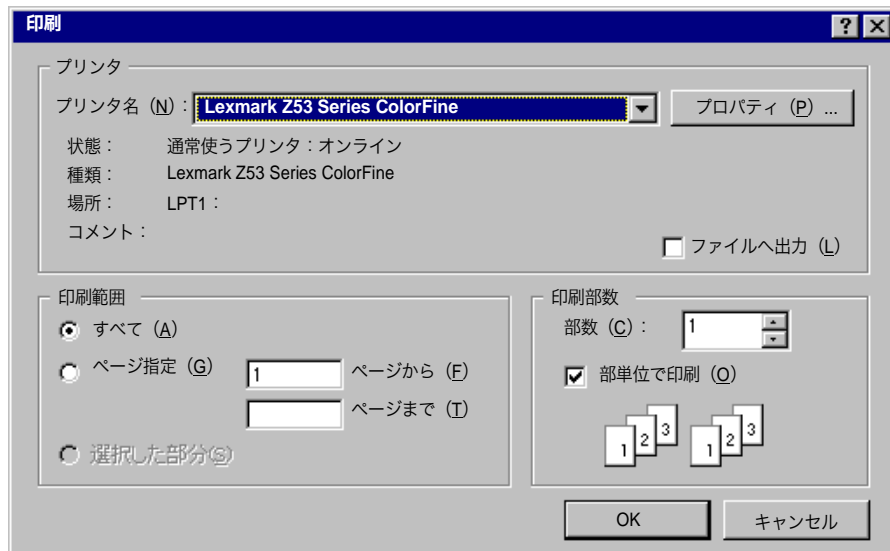 印刷
プリンタ
プリンタ名（N）：Lexmark Z53 Series ColorFine プロパティ（P）...
状態： 通常使うプリンタ：オンライン
種類： Lexmark Z53 Series ColorFine
場所： LPT1：
コメント：
ファイルへ出力（L）
印刷範囲
すべて（A）
ページ指定（G） 1 ページから（F）
ページまで（T）
選択した部分(S)
印刷部数
部数（C）： 1
部単位で印刷（O）
1 2 3 1 2 3
OK キャンセル